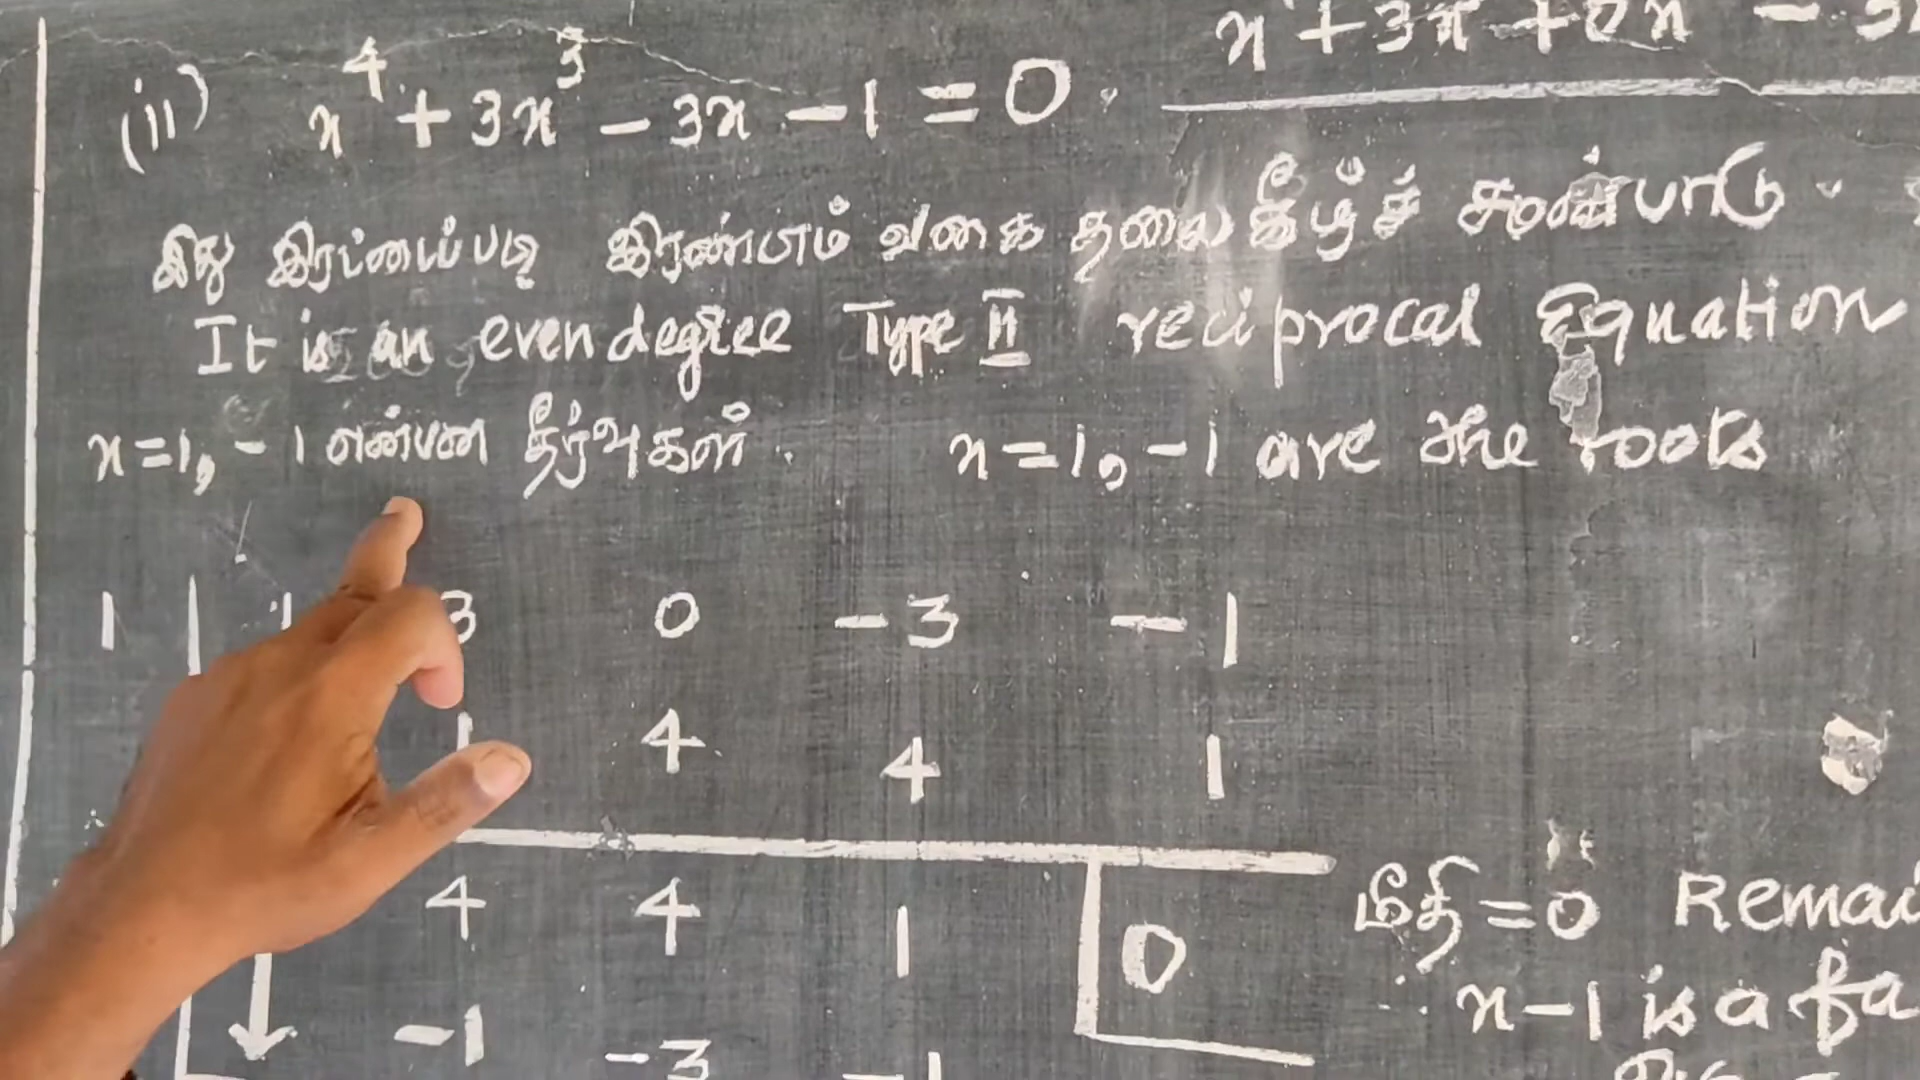 (ii) x⁴ + 3x³ - 3x - 1 = 0.
இது இரட்டைப்படி இரண்டாம் வகை தலைகீழ்ச் சமன்பாடு.
It is an even degree Type II reciprocal Equation
x = 1, - 1 என்பன தீர்வுகள். x = 1, - 1 are the roots
1 1 3 0 - 3 - 1
1 4 4 1
4 4 1 0
மீதி = 0 Remai
∴ x - 1 is a fa
-1 -3 -1